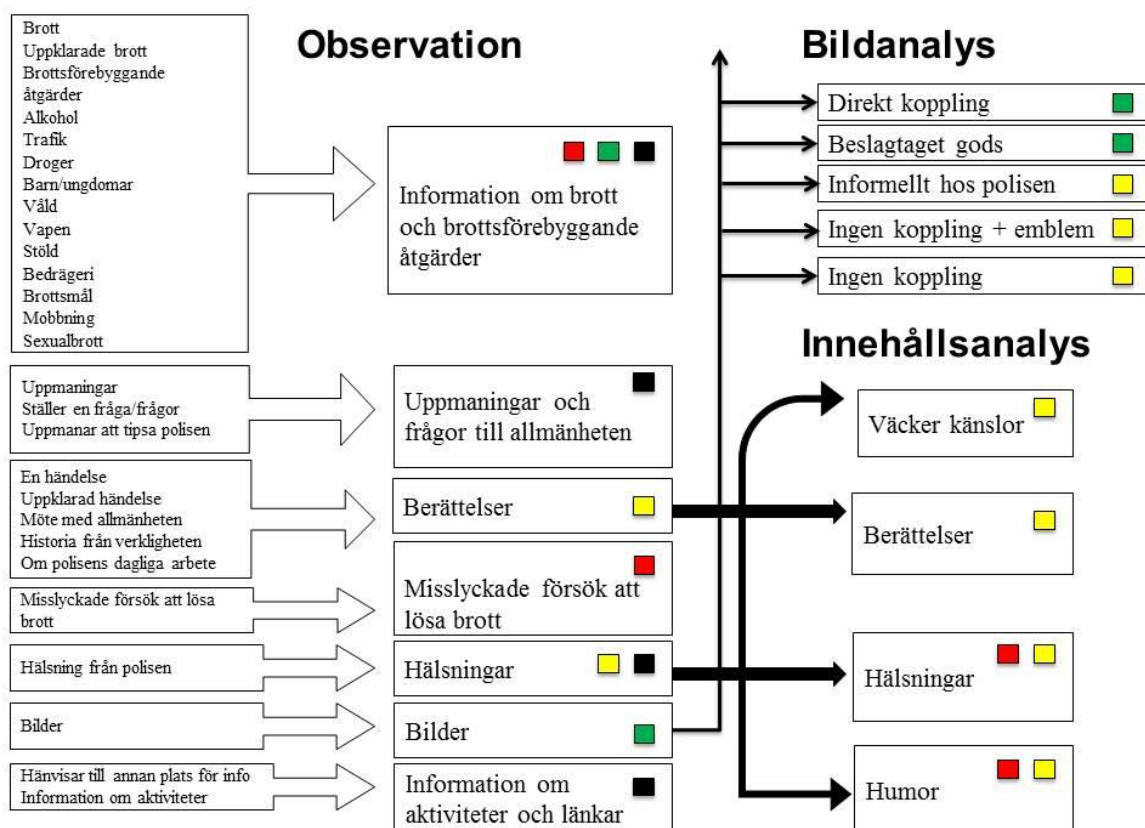 Observation
Bildanalys
Brott
Uppklarade brott
Brottsförebyggande
åtgärder
Alkohol
Trafik
Droger
Barn/ungdomar
Våld
Vapen
Stöld
Bedrägeri
Brottsmål
Mobbning
Sexualbrott
Information om brott
och brottsförebyggande
åtgärder
Direkt koppling
Beslagtaget gods
Informellt hos polisen
Ingen koppling + emblem
Ingen koppling
Innehållsanalys
Uppmaningar
Ställer en fråga/frågor
Uppmanar att tipsa polisen
Uppmaningar och
frågor till allmänheten
Väcker känslor
En händelse
Uppklarad händelse
Möte med allmänheten
Historia från verkligheten
Om polisens dagliga arbete
Berättelser
Berättelser
Misslyckade försök att lösa
brott
Misslyckade försök att
lösa brott
Hälsning från polisen
Hälsningar
Hälsningar
Bilder
Bilder
Hänvisar till annan plats för info
Information om aktiviteter
Information om
aktiviteter och länkar
Humor